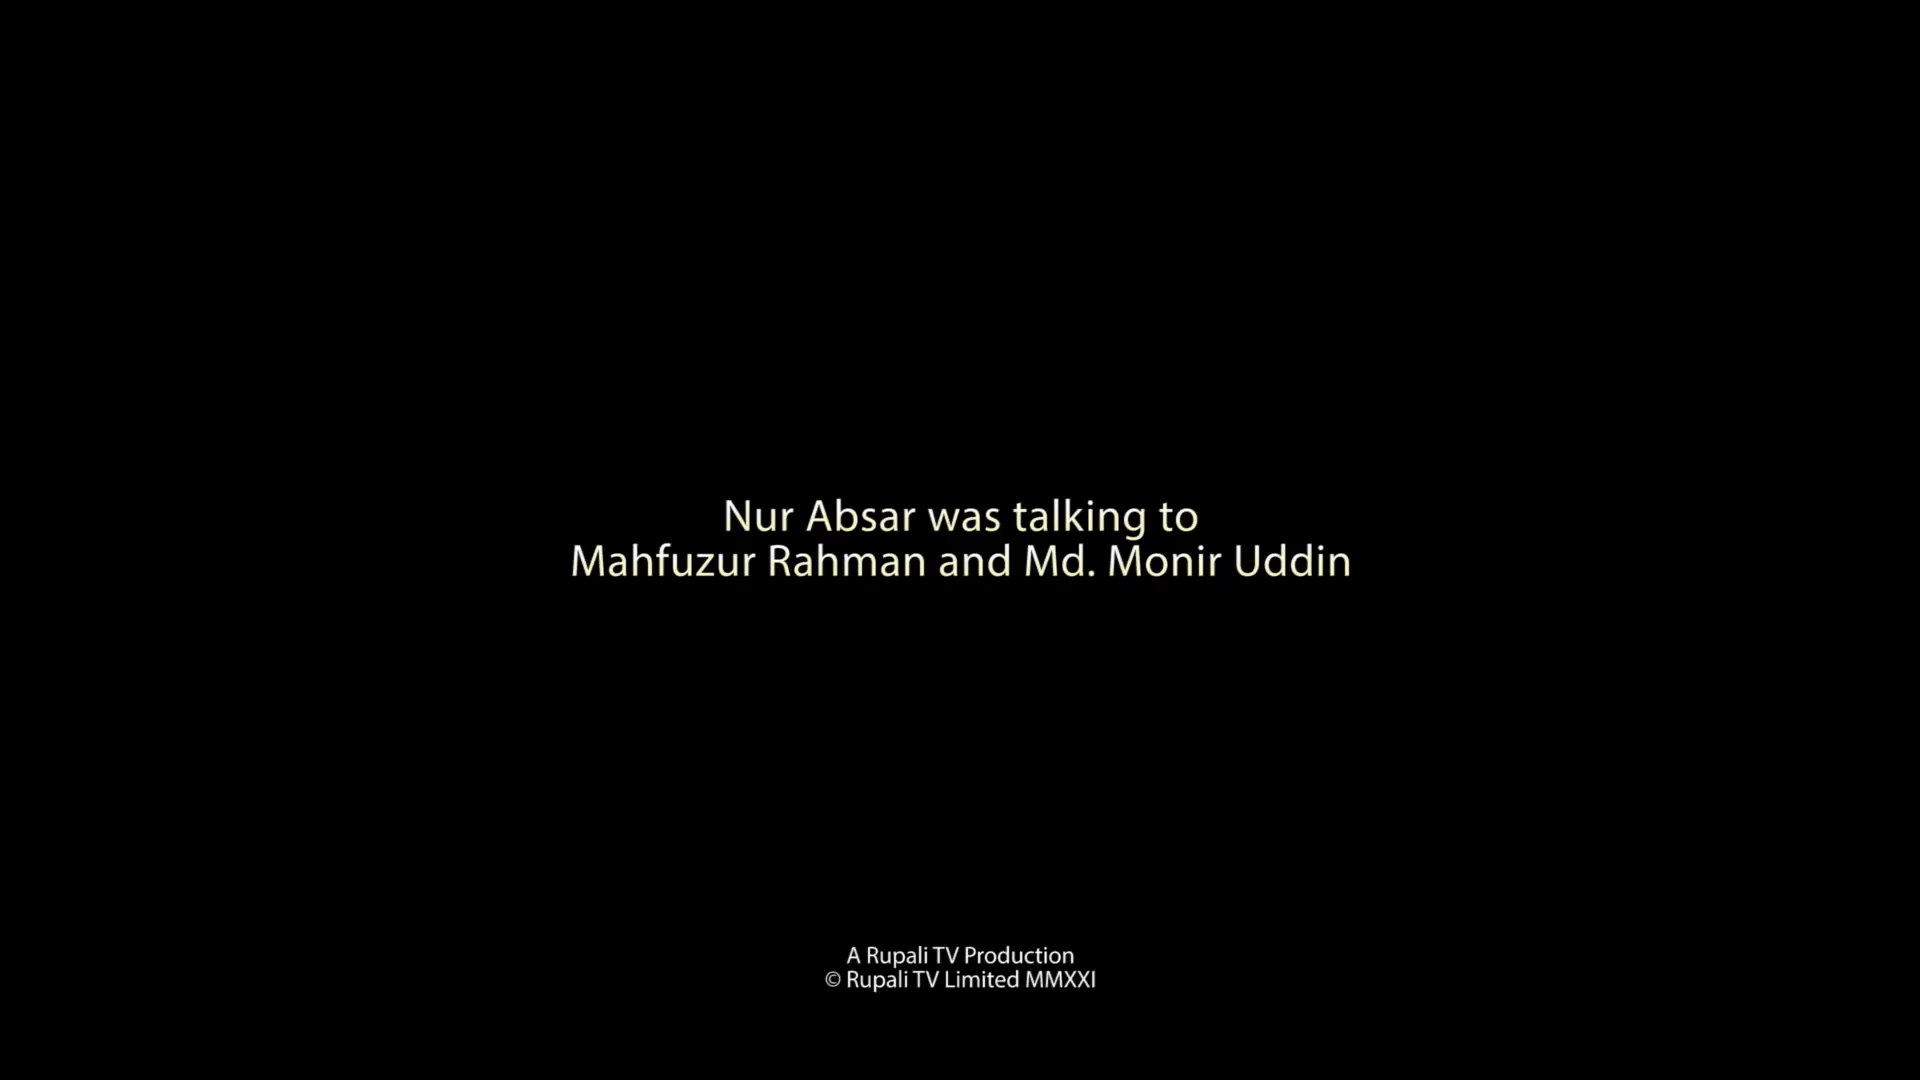 Nur Absar was talking to
Mahfuzur Rahman and Md. Monir Uddin
A Rupali TV Production
© Rupali TV Limited MMXXI